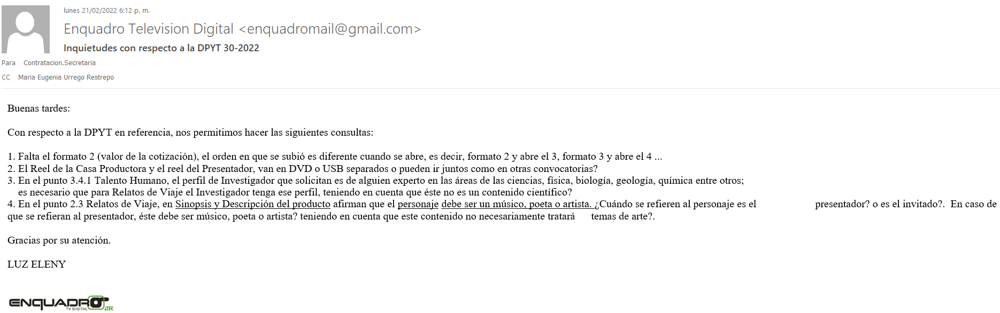 lunes 21/02/2022 6:12 p. m.
Enquadro Television Digital <enquadromail@gmail.com>
Inquietudes con respecto a la DPYT 30-2022
Para Contratacion.Secretaria
CC Maria Eugenia Urrego Restrepo
Buenas tardes:
Con respecto a la DPYT en referencia, nos permitimos hacer las siguientes consultas:
1. Falta el formato 2 (valor de la cotización), el orden en que se subió es diferente cuando se abre, es decir, formato 2 y abre el 3, formato 3 y abre el 4 ...
2. El Reel de la Casa Productora y el reel del Presentador, van en DVD o USB separados o pueden ir juntos como en otras convocatorias?
3. En el punto 3.4.1 Talento Humano, el perfil de Investigador que solicitan es de alguien experto en las áreas de las ciencias, física, biología, geología, química entre otros;
es necesario que para Relatos de Viaje el Investigador tenga ese perfil, teniendo en cuenta que éste no es un contenido científico?
4. En el punto 2.3 Relatos de Viaje, en Sinopsis y Descripción del producto afirman que el personaje debe ser un músico, poeta o artista. ¿Cuándo se refieren al personaje es el presentador? o es el invitado?. En caso de
que se refieran al presentador, éste debe ser músico, poeta o artista? teniendo en cuenta que este contenido no necesariamente tratará temas de arte?.
Gracias por su atención.
LUZ ELENY
ENQUADRO
TV DIGITAL HD